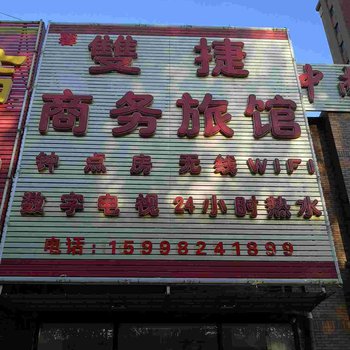 雙捷
商务旅馆
钟点房 无线WIFI
数字电视 24小时热水
电话:15998241899
中